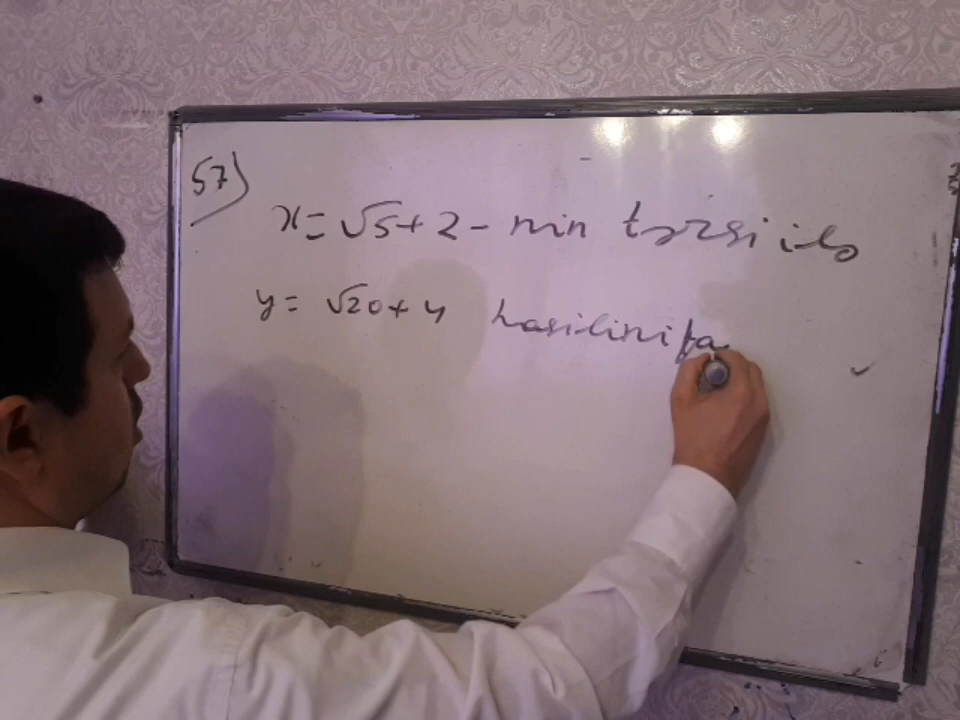 57)
x = √5 + 2 - nin tərsi ilə
y = √20 + 4 hasilini ta